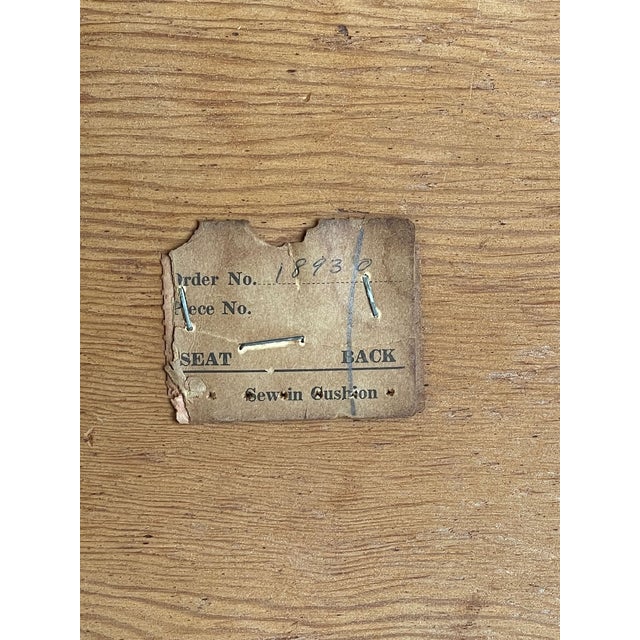 Order No. 18930
Piece No.
SEAT BACK
Sew in Cushion